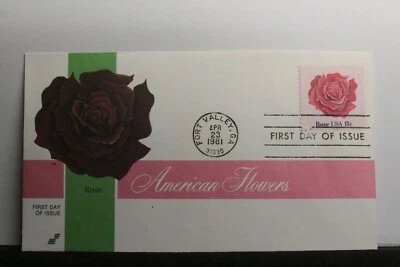 FORT VALLEY, GA
APR
23
1981
31030
Rose USA 18c
FIRST DAY OF ISSUE
American Flowers
Rose
FIRST DAY
OF ISSUE